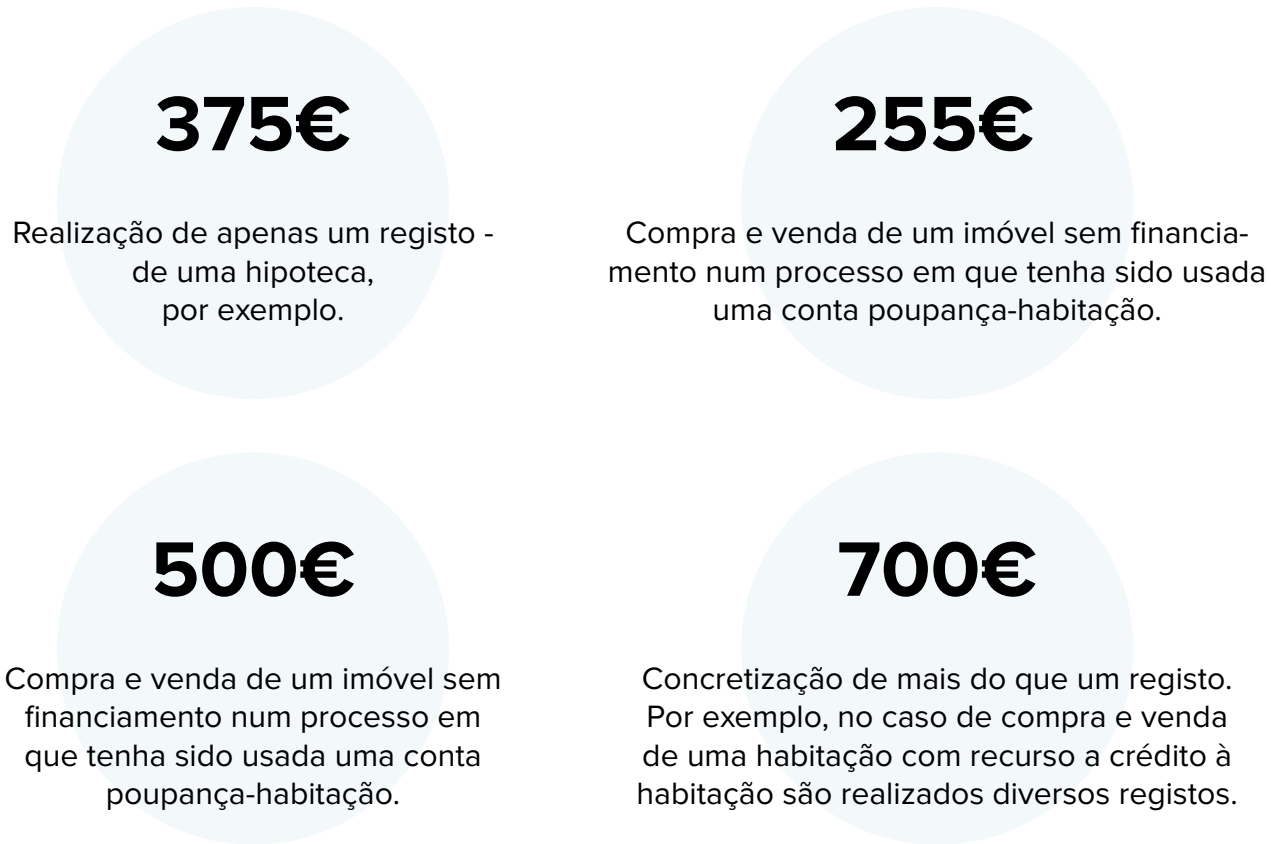 375€
Realização de apenas um registo -
de uma hipoteca,
por exemplo.
255€
Compra e venda de um imóvel sem financia-
mento num processo em que tenha sido usada
uma conta poupança-habitação.
500€
Compra e venda de um imóvel sem
financiamento num processo em
que tenha sido usada uma conta
poupança-habitação.
700€
Concretização de mais do que um registo.
Por exemplo, no caso de compra e venda
de uma habitação com recurso a crédito à
habitação são realizados diversos registos.